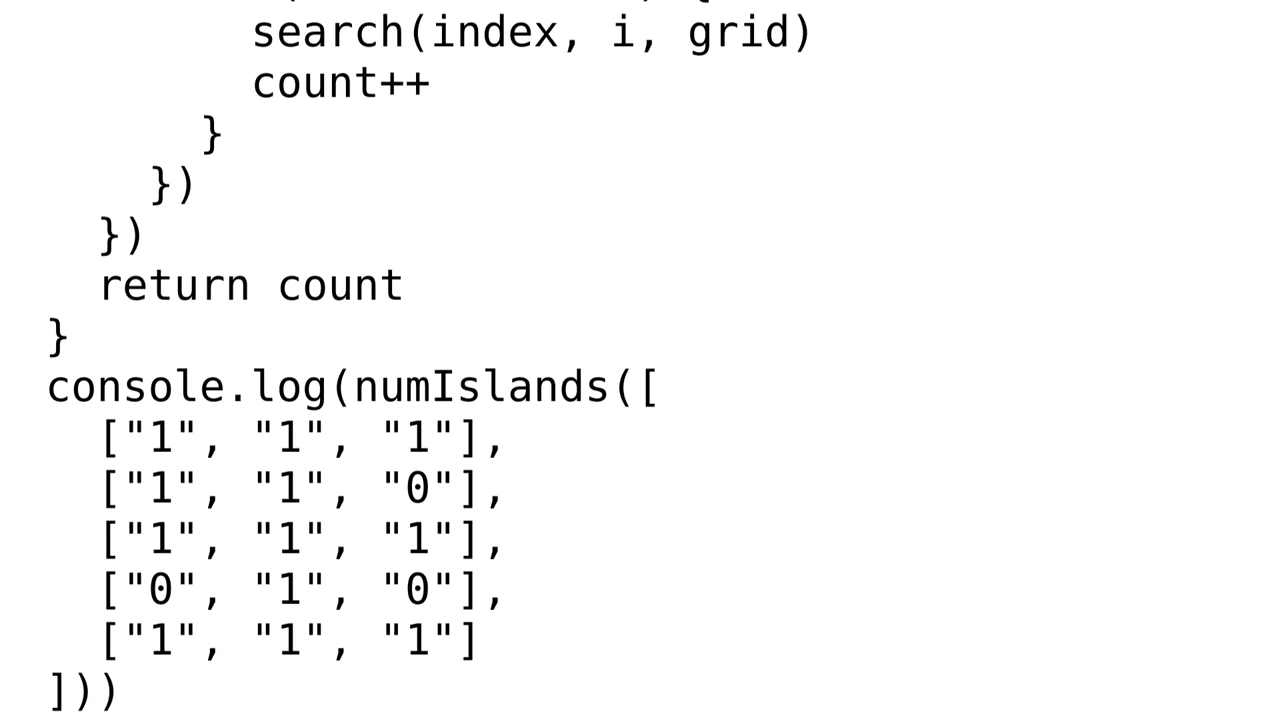 search(index, i, grid)
count++
}
})
})
return count
}
console.log(numIslands([
["1", "1", "1"],
["1", "1", "0"],
["1", "1", "1"],
["0", "1", "0"],
["1", "1", "1"]
]))